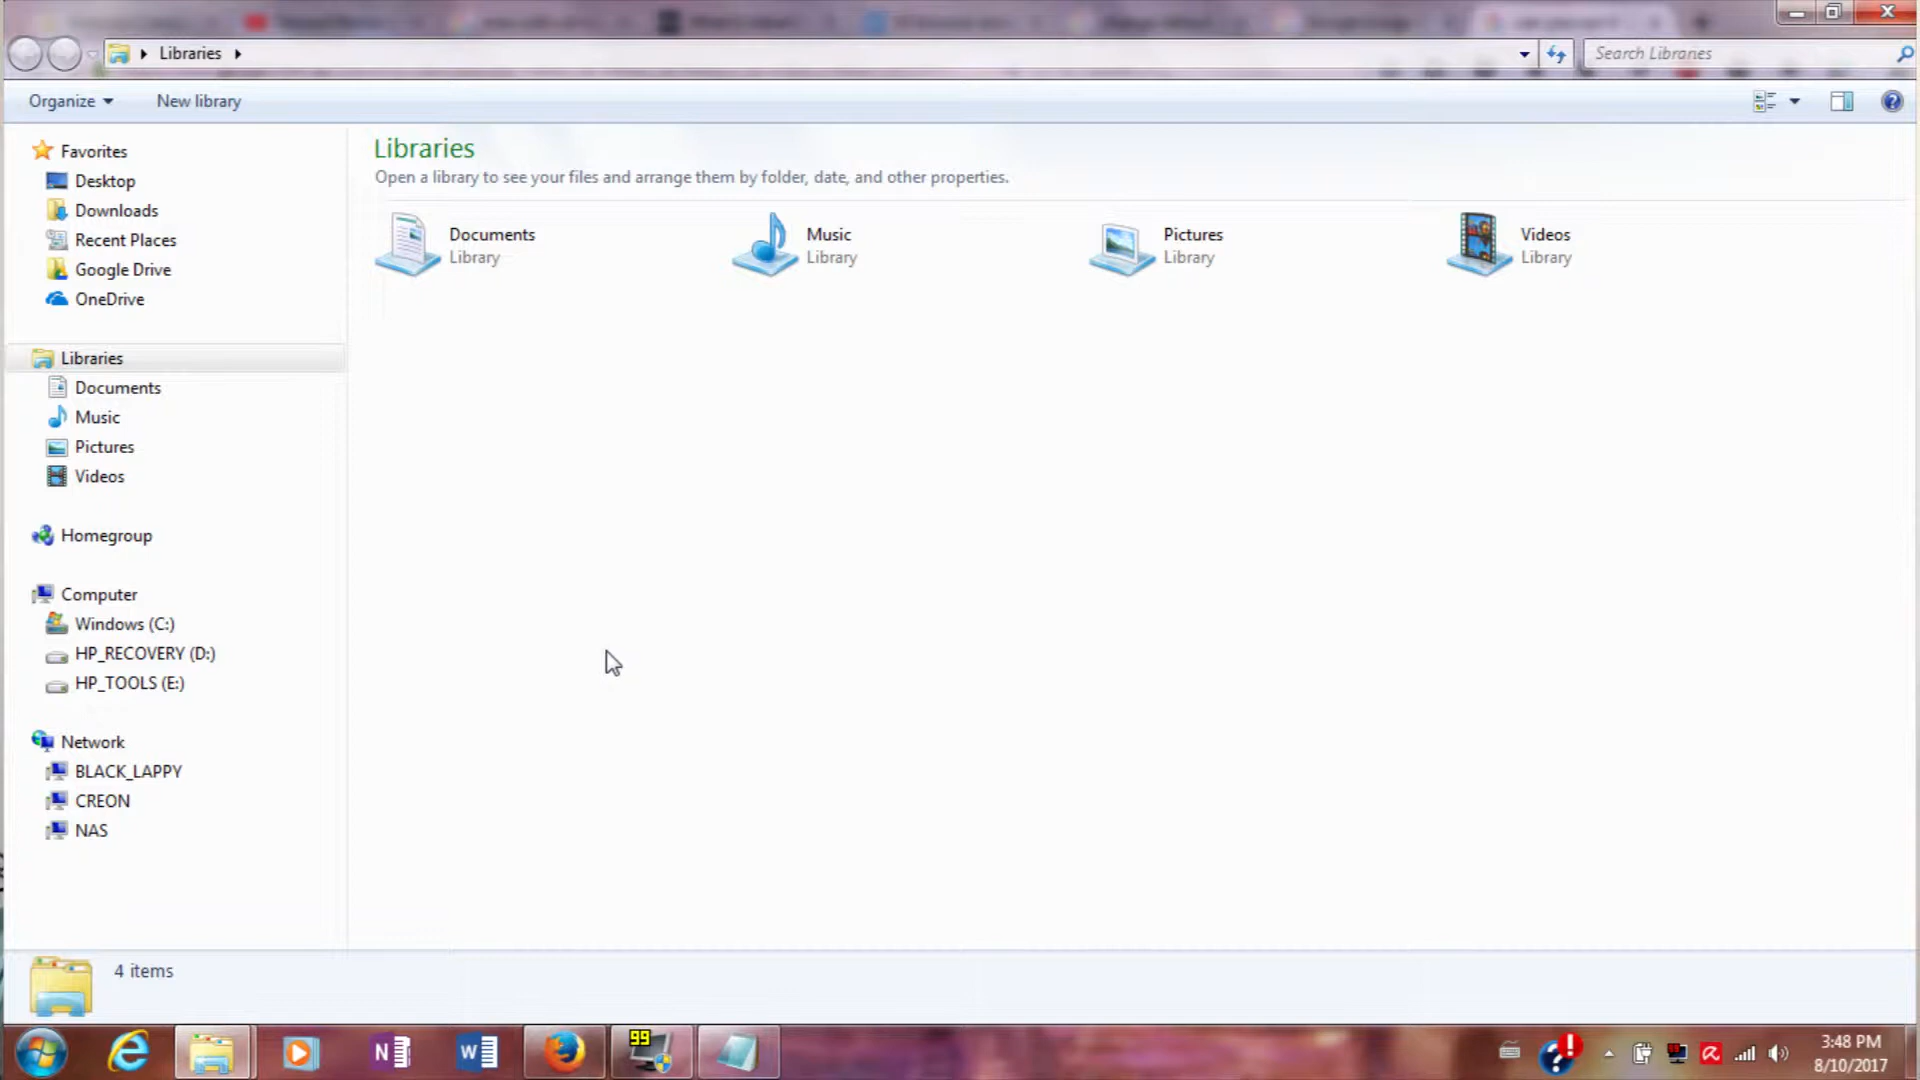 Libraries
Search Libraries
Organize
New library
Favorites
Desktop
Downloads
Recent Places
Google Drive
OneDrive
Libraries
Documents
Music
Pictures
Videos
Homegroup
Computer
Windows (C:)
HP_RECOVERY (D:)
HP_TOOLS (E:)
Network
BLACK_LAPPY
CREON
NAS
Libraries
Open a library to see your files and arrange them by folder, date, and other properties.
Documents
Library
Music
Library
Pictures
Library
Videos
Library
4 items
N
W
99
3:48 PM
8/10/2017